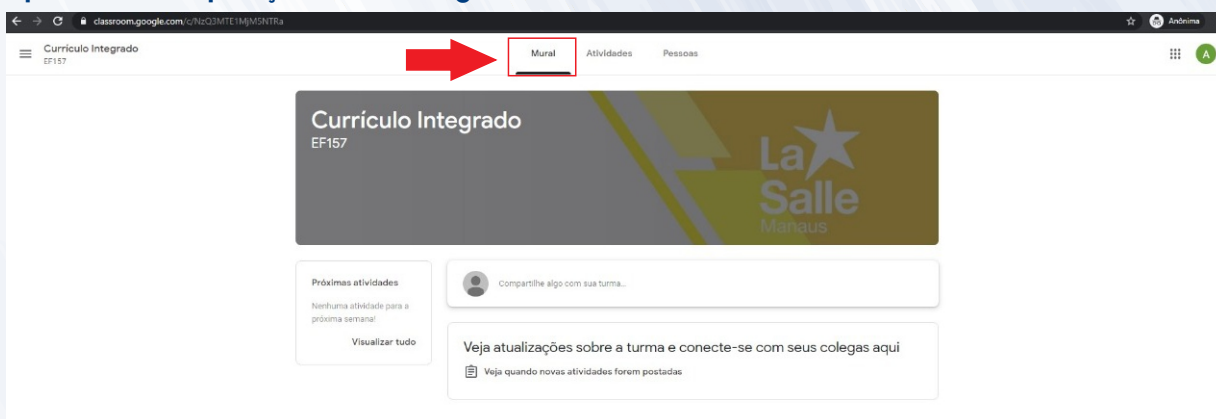 classroom.google.com/c/NzQ3MTE1MjM5NTRa
Anônima
Currículo Integrado
EF157
Mural
Atividades
Pessoas
A
Currículo Integrado
EF157
La
Salle
Manaus
Próximas atividades
Nenhuma atividade para a
próxima semana!
Visualizar tudo
Compartilhe algo com sua turma...
Veja atualizações sobre a turma e conecte-se com seus colegas aqui
Veja quando novas atividades forem postadas